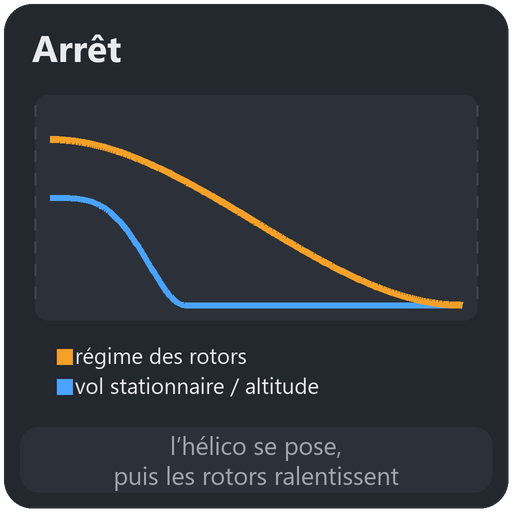 Arrêt
régime des rotors
vol stationnaire / altitude
l’hélico se pose,
puis les rotors ralentissent